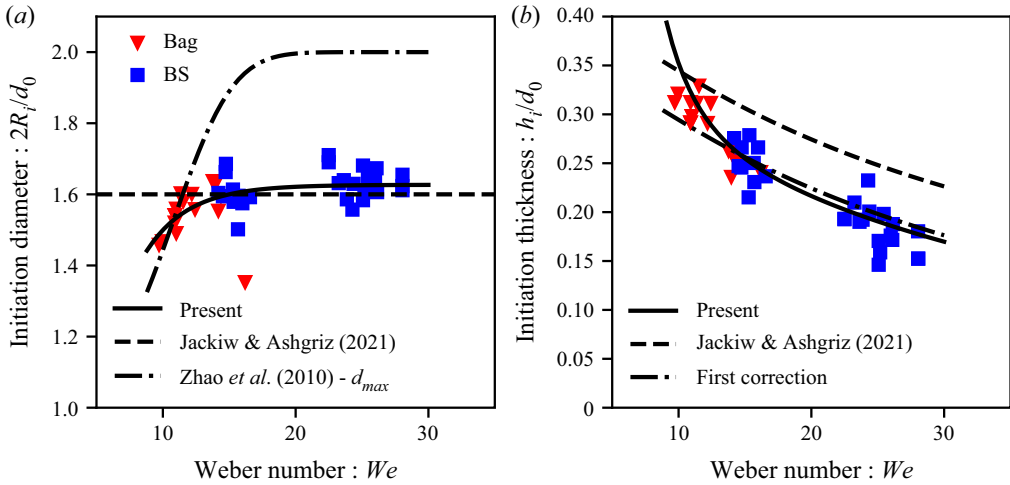 (a)
2.0
1.8
1.6
1.4
1.2
1.0
Initiation diameter : 2R_i/d_0
Bag
BS
Present
Jackiw & Ashgriz (2021)
Zhao et al. (2010) - d_max
10
20
30
Weber number : We
(b)
0.40
0.35
0.30
0.25
0.20
0.15
0.10
0.05
0
Initiation thickness : h_i/d_0
Present
Jackiw & Ashgriz (2021)
First correction
10
20
30
Weber number : We